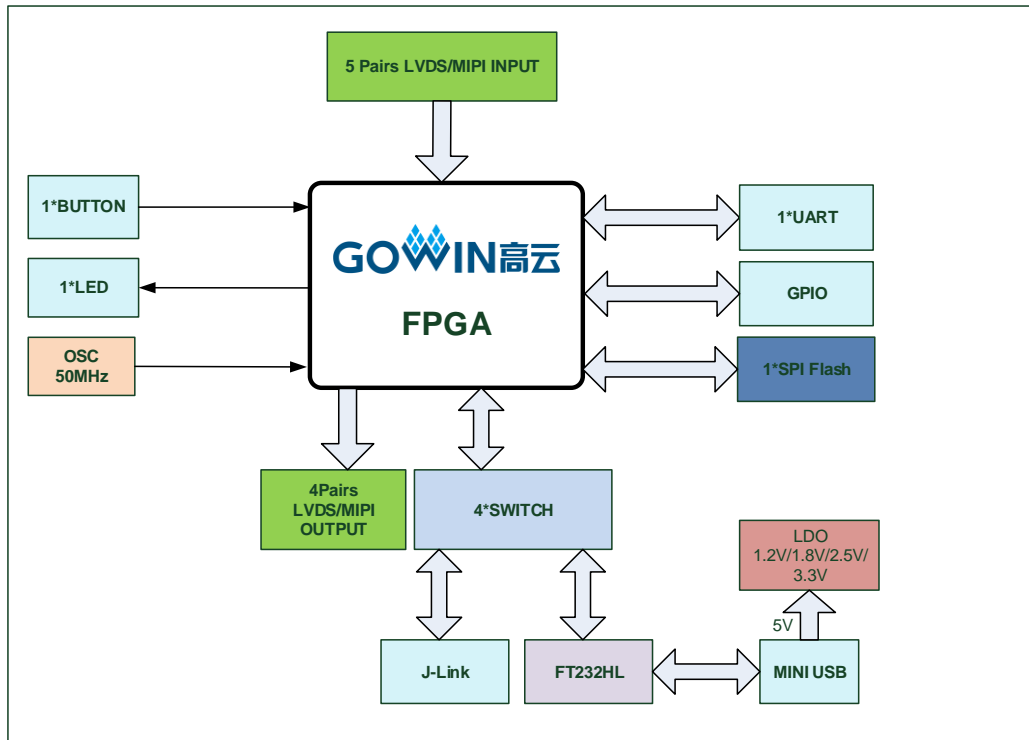 5 Pairs LVDS/MIPI INPUT
1*BUTTON
1*UART
GOWIN高云
1*LED
GPIO
FPGA
OSC
50MHz
1*SPI Flash
4Pairs
LVDS/MIPI
OUTPUT
4*SWITCH
LDO
1.2V/1.8V/2.5V/
3.3V
5V
J-Link
FT232HL
MINI USB